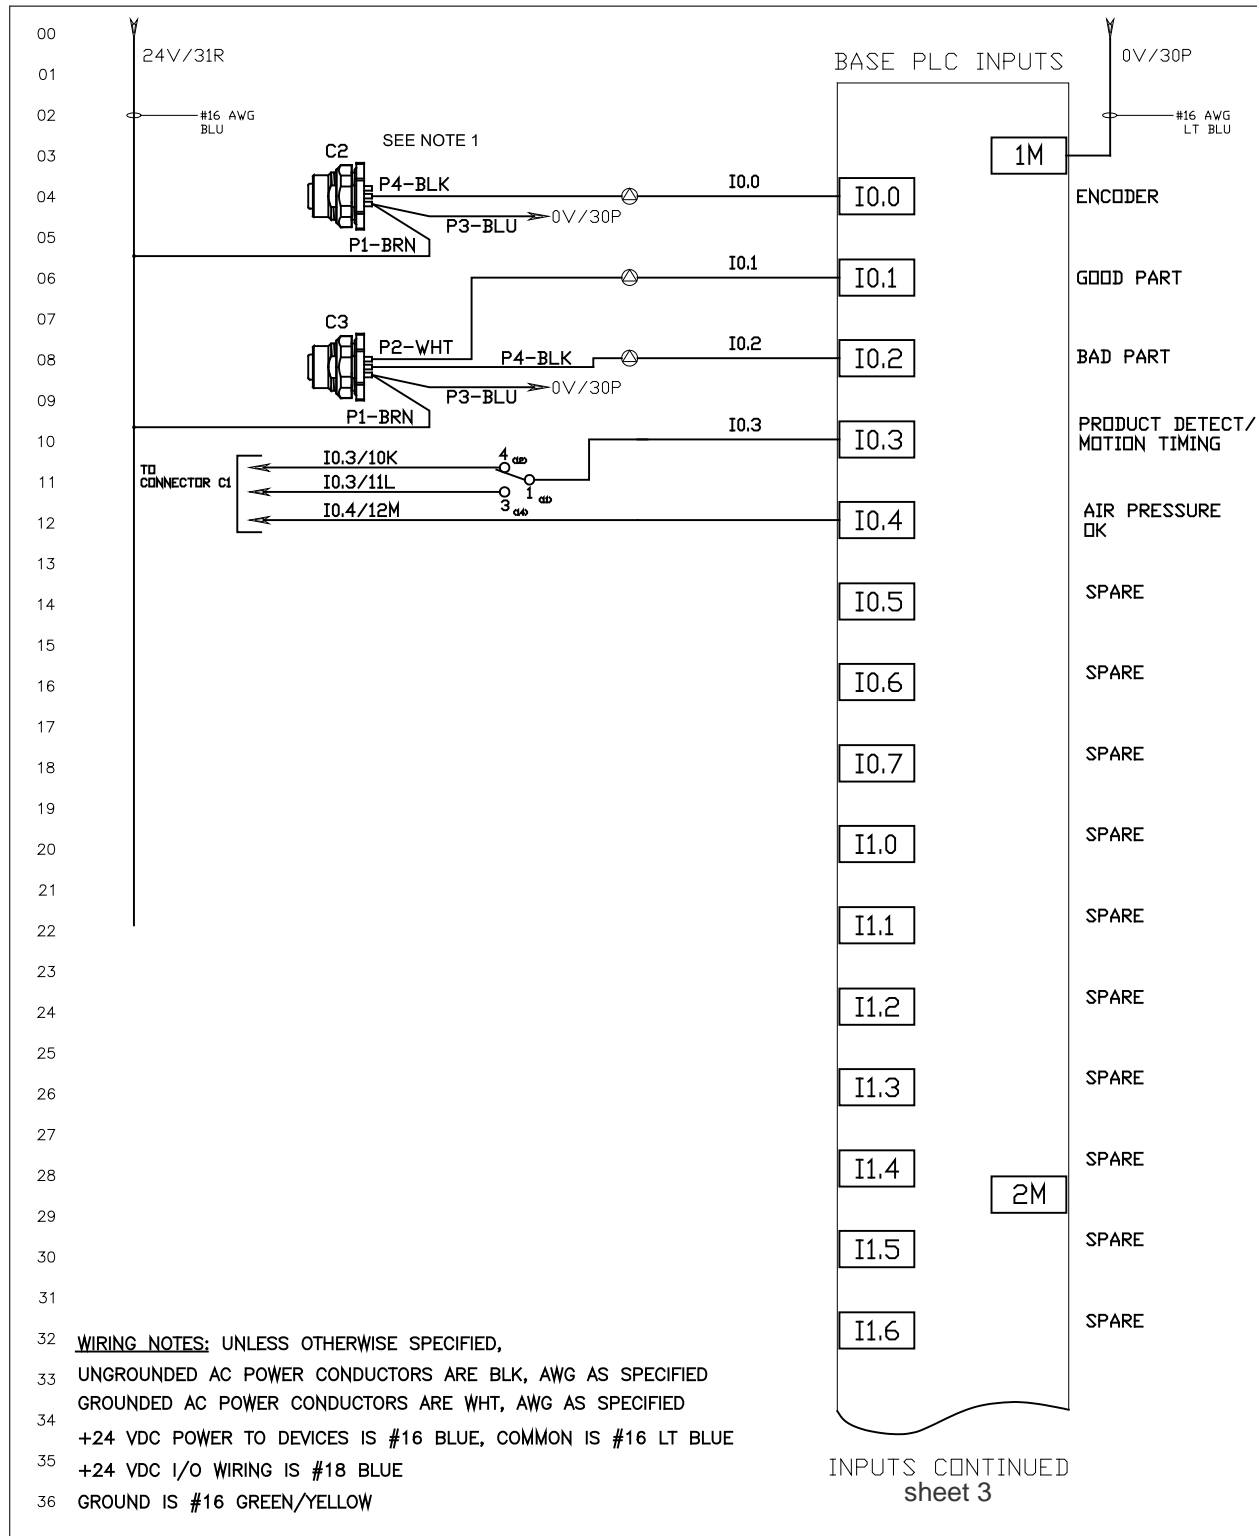 00
24V/31R
0V/30P
01
BASE PLC INPUTS
02
#16 AWG
BLU
#16 AWG
LT BLU
SEE NOTE 1
03
C2
1M
04
P4-BLK
I0.0
I0.0
ENCODER
P3-BLU
0V/30P
05
P1-BRN
06
I0.1
I0.1
GOOD PART
07
C3
08
P2-WHT
P4-BLK
I0.2
I0.2
BAD PART
P3-BLU
0V/30P
09
P1-BRN
10
I0.3
I0.3
PRODUCT DETECT/
MOTION TIMING
TO
CONNECTOR C1
I0.3/10K
4 (12)
11
I0.3/11L
1 (11)
3 (14)
12
I0.4/12M
I0.4
AIR PRESSURE
OK
13
14
I0.5
SPARE
15
16
I0.6
SPARE
17
18
I0.7
SPARE
19
20
I1.0
SPARE
21
22
I1.1
SPARE
23
24
I1.2
SPARE
25
26
I1.3
SPARE
27
28
I1.4
2M
SPARE
29
30
I1.5
SPARE
31
32
I1.6
SPARE
WIRING NOTES: UNLESS OTHERWISE SPECIFIED,
33
UNGROUNDED AC POWER CONDUCTORS ARE BLK, AWG AS SPECIFIED
GROUNDED AC POWER CONDUCTORS ARE WHT, AWG AS SPECIFIED
34
+24 VDC POWER TO DEVICES IS #16 BLUE, COMMON IS #16 LT BLUE
35
+24 VDC I/O WIRING IS #18 BLUE
36
GROUND IS #16 GREEN/YELLOW
INPUTS CONTINUED
sheet 3